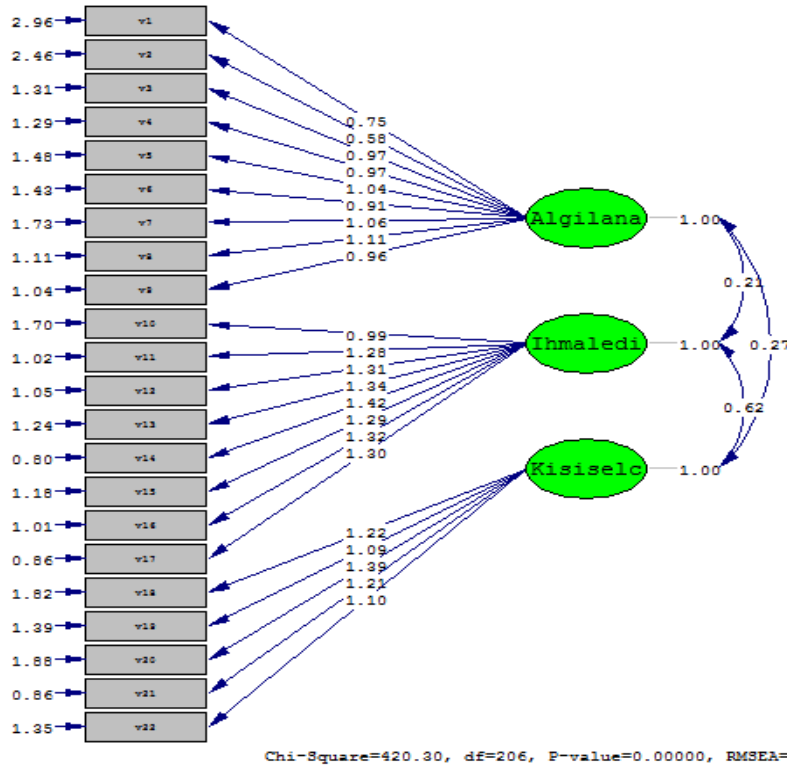 2.96 v1
2.46 v2
1.31 v3
1.29 v4
1.48 v5
1.43 v6
1.73 v7
1.11 v8
1.04 v9
1.70 v10
1.02 v11
1.05 v12
1.24 v13
0.80 v14
1.18 v15
1.01 v16
0.86 v17
1.82 v18
1.39 v19
1.88 v20
0.86 v21
1.35 v22
0.75
0.58
0.97
0.97
1.04
0.91
1.06
1.11
0.96
0.99
1.28
1.31
1.34
1.42
1.29
1.32
1.30
1.22
1.09
1.39
1.21
1.10
Algilana 1.00
Ihmaledi 1.00
Kisiselc 1.00
0.21
0.27
0.62
Chi-Square=420.30, df=206, P-value=0.00000, RMSEA=